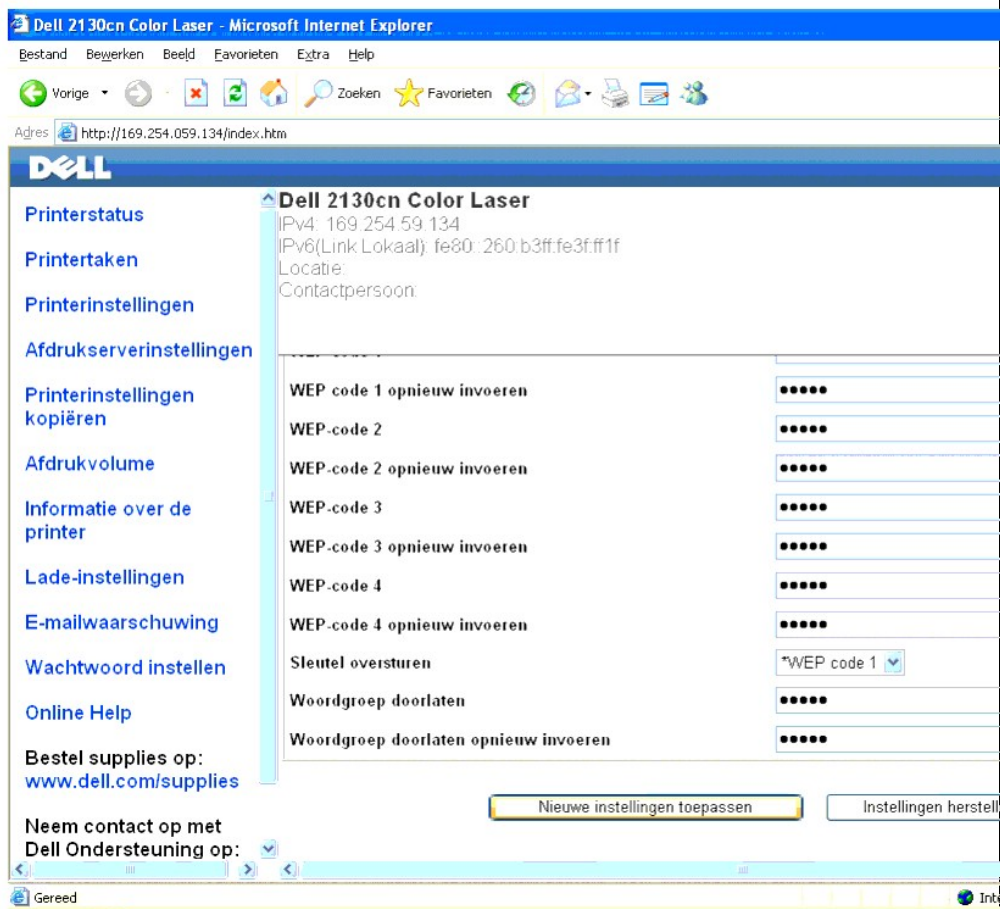 Dell 2130cn Color Laser - Microsoft Internet Explorer
Bestand Bewerken Beeld Favorieten Extra Help
Vorige Zoeken Favorieten
Adres http://169.254.059.134/index.htm
DELL
Printerstatus
Printertaken
Printerinstellingen
Afdrukserverinstellingen
Printerinstellingen
kopiëren
Afdrukvolume
Informatie over de
printer
Lade-instellingen
E-mailwaarschuwing
Wachtwoord instellen
Online Help
Bestel supplies op:
www.dell.com/supplies
Neem contact op met
Dell Ondersteuning op:
Dell 2130cn Color Laser
IPv4: 169.254.59.134
IPv6(Link Lokaal): fe80::260:b3ff:fe3f:ff1f
Locatie:
Contactpersoon:
WEP code 1 opnieuw invoeren •••••
WEP-code 2 •••••
WEP-code 2 opnieuw invoeren •••••
WEP-code 3 •••••
WEP-code 3 opnieuw invoeren •••••
WEP-code 4 •••••
WEP-code 4 opnieuw invoeren •••••
Sleutel oversturen *WEP code 1
Woordgroep doorlaten •••••
Woordgroep doorlaten opnieuw invoeren •••••
Nieuwe instellingen toepassen Instellingen herstell
Gereed Inte